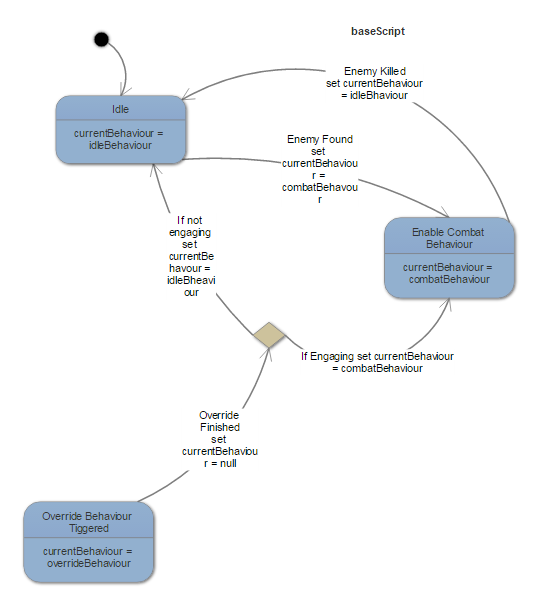 baseScript
Enemy Killed
set currentBehaviour
= idleBhaviour
Idle
currentBehaviour =
idleBehaviour
Enemy Found
set
currentBehaviou
r =
combatBehavou
r
If not
engaging
set
currentBe
havour =
idleBheavi
our
Enable Combat
Behaviour
currentBehaviour =
combatBehaviour
If Engaging set currentBehaviour
= combatBehaviour
Override
Finished
set
currentBehaviou
r = null
Override Behaviour
Tiggered
currentBehaviour =
overrideBehaviour